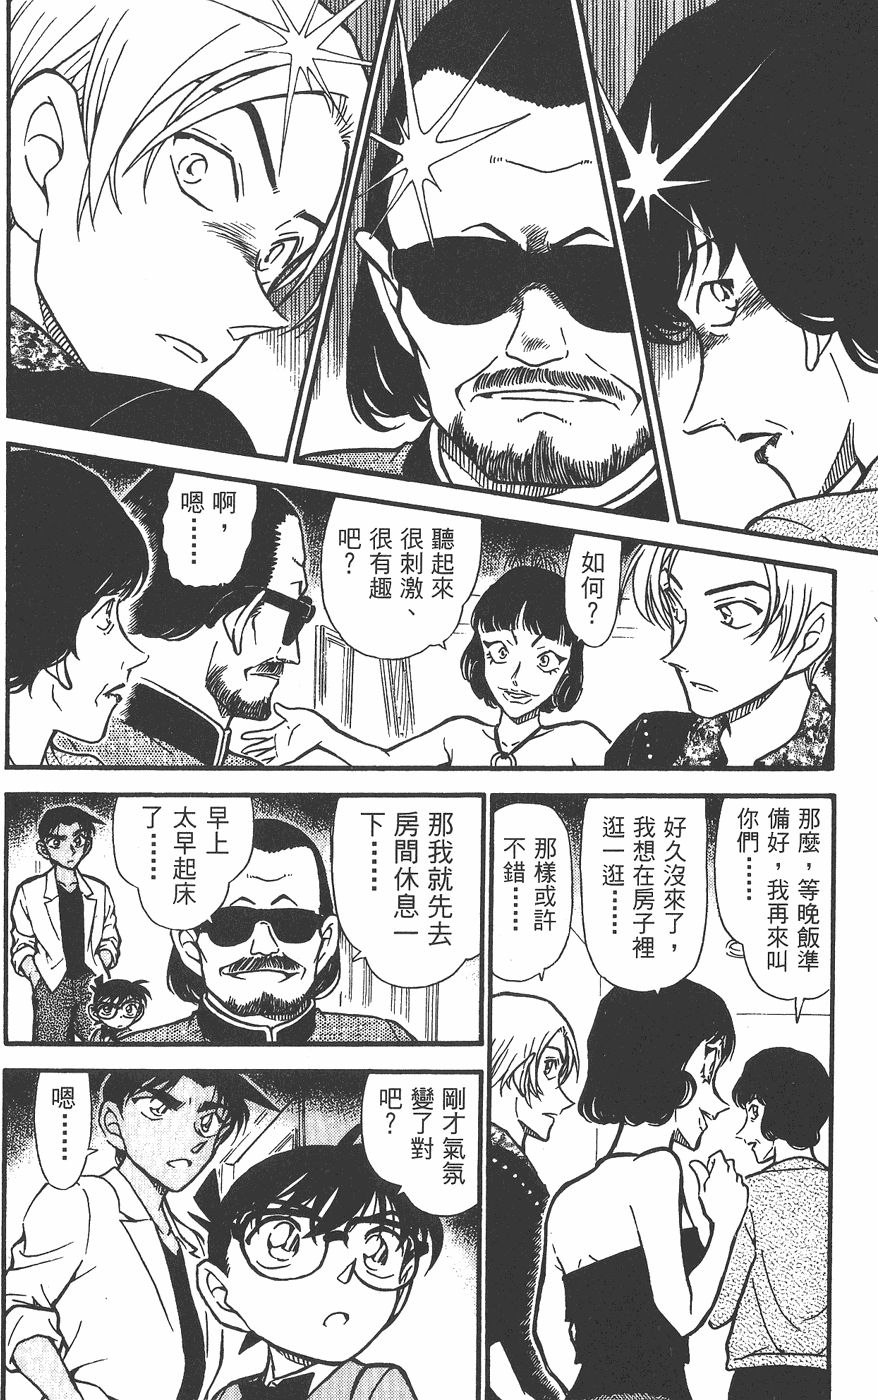 如何？
聽起來
很刺激、
很有趣
吧？
啊，
嗯……
那麼，等晚飯準
備好，我再來叫
你們……
好久沒來了，
我想在房子裡
逛一逛……
那樣或許
不錯……
那我就先去
房間休息一
下……
早上
太早起床
了……
剛才氣氛
變了對
吧？
嗯……